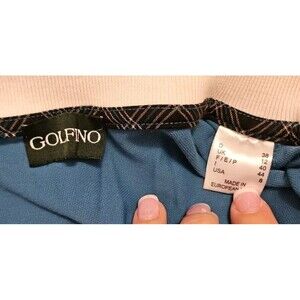 GOLFINO
D 38
UK 12
F/E/P 40
I 44
USA 8
MADE IN
EUROPEAN